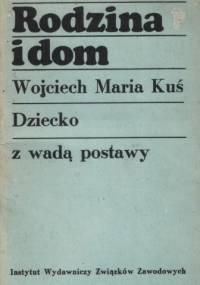 Rodzina
i dom
Wojciech Maria Kuś
Dziecko
z wadą postawy
Instytut Wydawniczy Związków Zawodowych